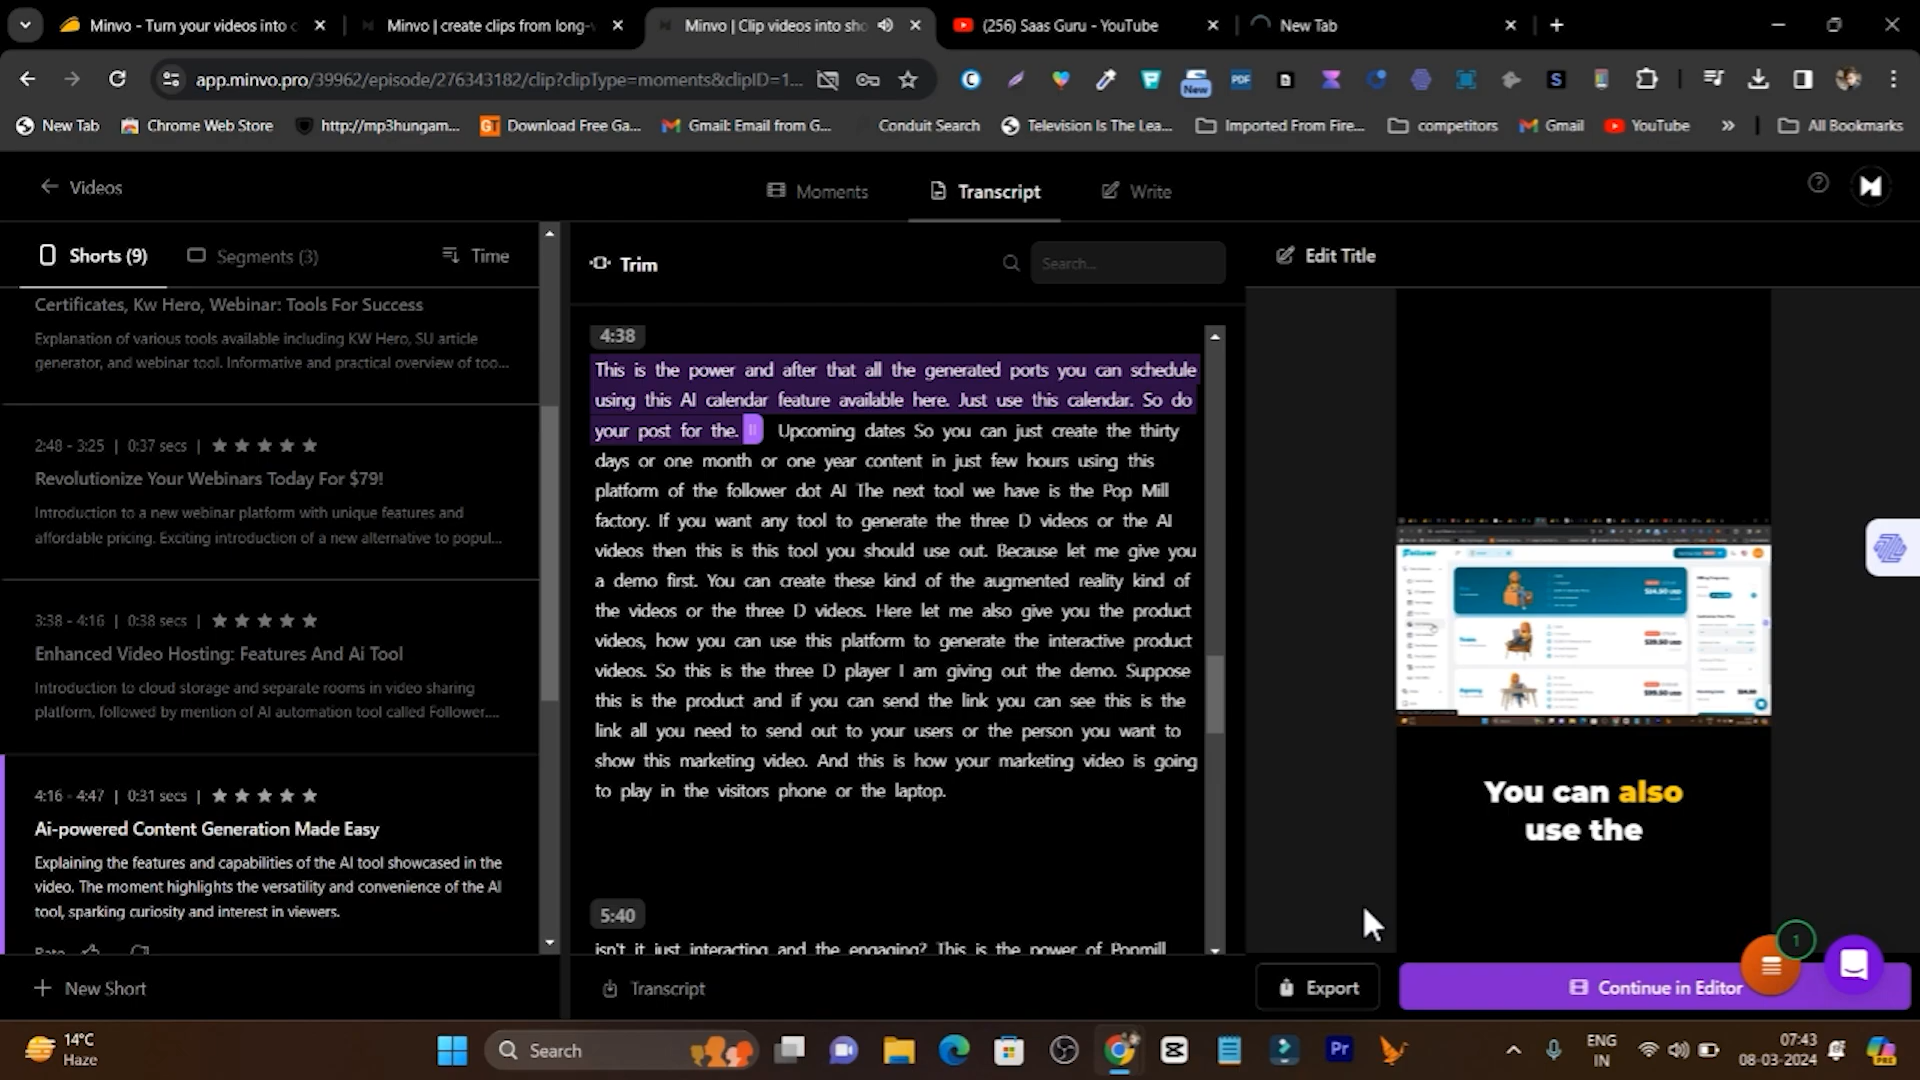 Minvo - Turn your videos into c
Minvo | create clips from long-v
Minvo | Clip videos into sho
(256) Saas Guru - YouTube
New Tab
app.minvo.pro/39962/episode/276343182/clip?clipType=moments&clipID=1...
New
PDF
New Tab
Chrome Web Store
http://mp3hungam...
Download Free Ga...
Gmail: Email from G...
Conduit Search
Television Is The Lea...
Imported From Fire...
competitors
Gmail
YouTube
All Bookmarks
Videos
Moments
Transcript
Write
Shorts (9)
Segments (3)
Time
Certificates, Kw Hero, Webinar: Tools For Success
Explanation of various tools available including KW Hero, SU article
generator, and webinar tool. Informative and practical overview of too...
2:48 - 3:25 | 0:37 secs |
Revolutionize Your Webinars Today For $79!
Introduction to a new webinar platform with unique features and
affordable pricing. Exciting introduction of a new alternative to popul...
3:38 - 4:16 | 0:38 secs |
Enhanced Video Hosting: Features And Ai Tool
Introduction to cloud storage and separate rooms in video sharing
platform, followed by mention of AI automation tool called Follower....
4:16 - 4:47 | 0:31 secs |
Ai-powered Content Generation Made Easy
Explaining the features and capabilities of the AI tool showcased in the
video. The moment highlights the versatility and convenience of the AI
tool, sparking curiosity and interest in viewers.
Rate
New Short
Trim
Search...
4:38
This is the power and after that all the generated ports you can schedule
using this AI calendar feature available here. Just use this calendar. So do
your post for the. Upcoming dates So you can just create the thirty
days or one month or one year content in just few hours using this
platform of the follower dot AI The next tool we have is the Pop Mill
factory. If you want any tool to generate the three D videos or the AI
videos then this is this tool you should use out. Because let me give you
a demo first. You can create these kind of the augmented reality kind of
the videos or the three D videos. Here let me also give you the product
videos, how you can use this platform to generate the interactive product
videos. So this is the three D player I am giving out the demo. Suppose
this is the product and if you can send the link you can see this is the
link all you need to send out to your users or the person you want to
show this marketing video. And this is how your marketing video is going
to play in the visitors phone or the laptop.
5:40
isn't it just interacting and the engaging? This is the power of Popmill
Transcript
Edit Title
You can also
use the
1
Export
Continue in Editor
14°C
Haze
Search
Pr
ENG
IN
07:43
08-03-2024
PRE